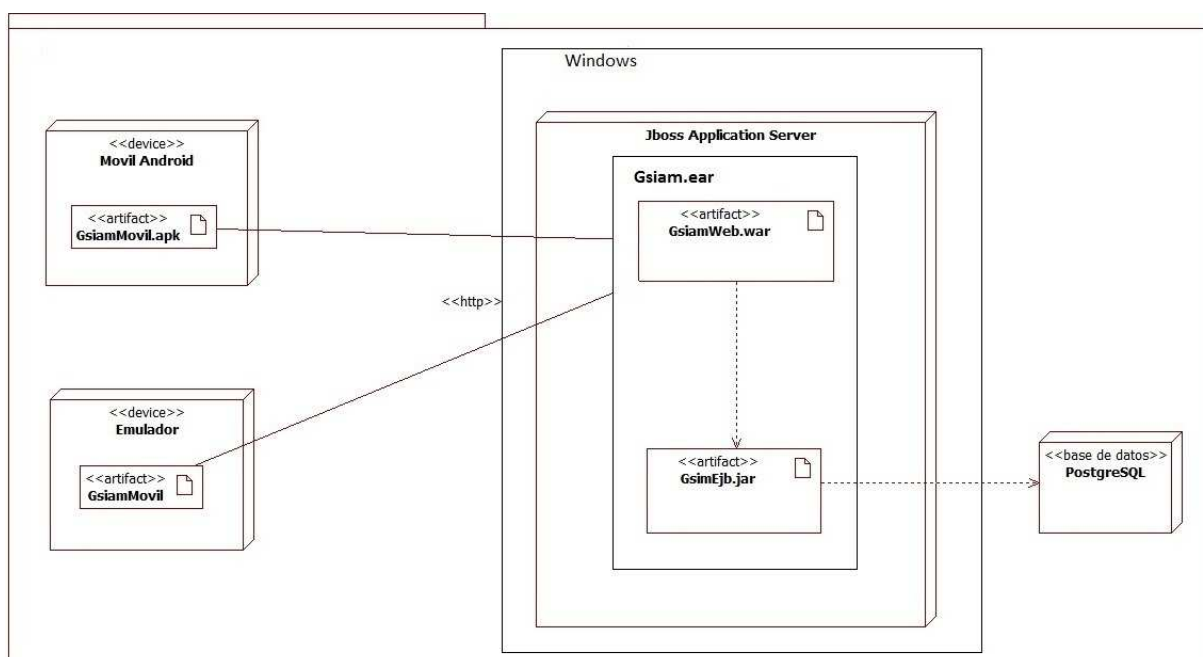 Windows
<<device>>
Movil Android
<<artifact>>
GsiamMovil.apk
Jboss Application Server
Gsiam.ear
<<artifact>>
GsiamWeb.war
<<http>>
<<device>>
Emulador
<<artifact>>
GsiamMovil
<<artifact>>
GsimEjb.jar
<<base de datos>>
PostgreSQL